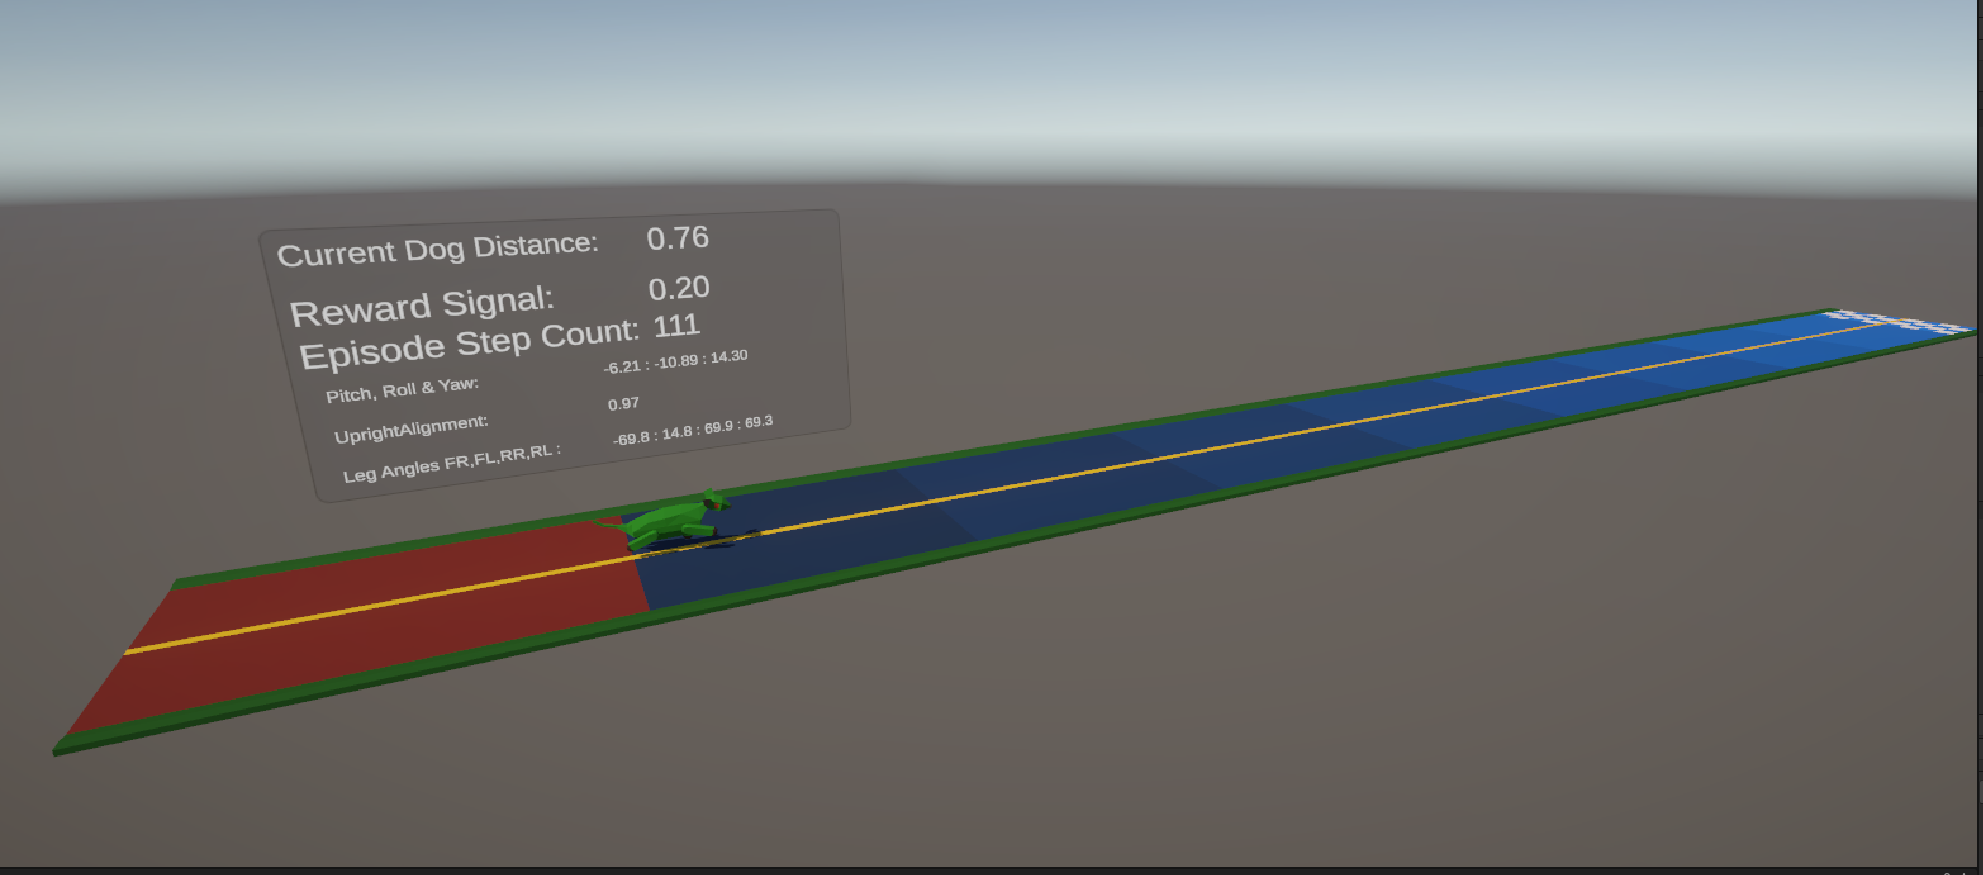 Current Dog Distance: 0.76
Reward Signal: 0.20
Episode Step Count: 111
Pitch, Roll & Yaw: -6.21 : -10.89 : 14.30
UprightAlignment: 0.97
Leg Angles FR,FL,RR,RL : -69.8 : 14.8 : 69.9 : 69.3